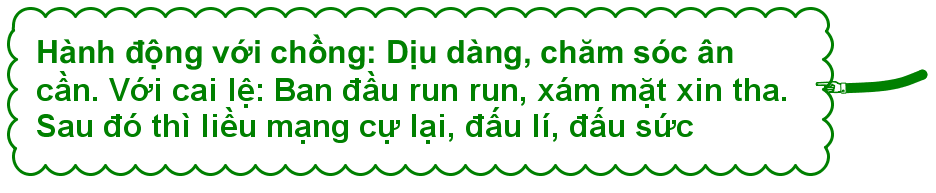 Hành động với chồng: Dịu dàng, chăm sóc ân
cần. Với cai lệ: Ban đầu run run, xám mặt xin tha.
Sau đó thì liều mạng cự lại, đấu lí, đấu sức